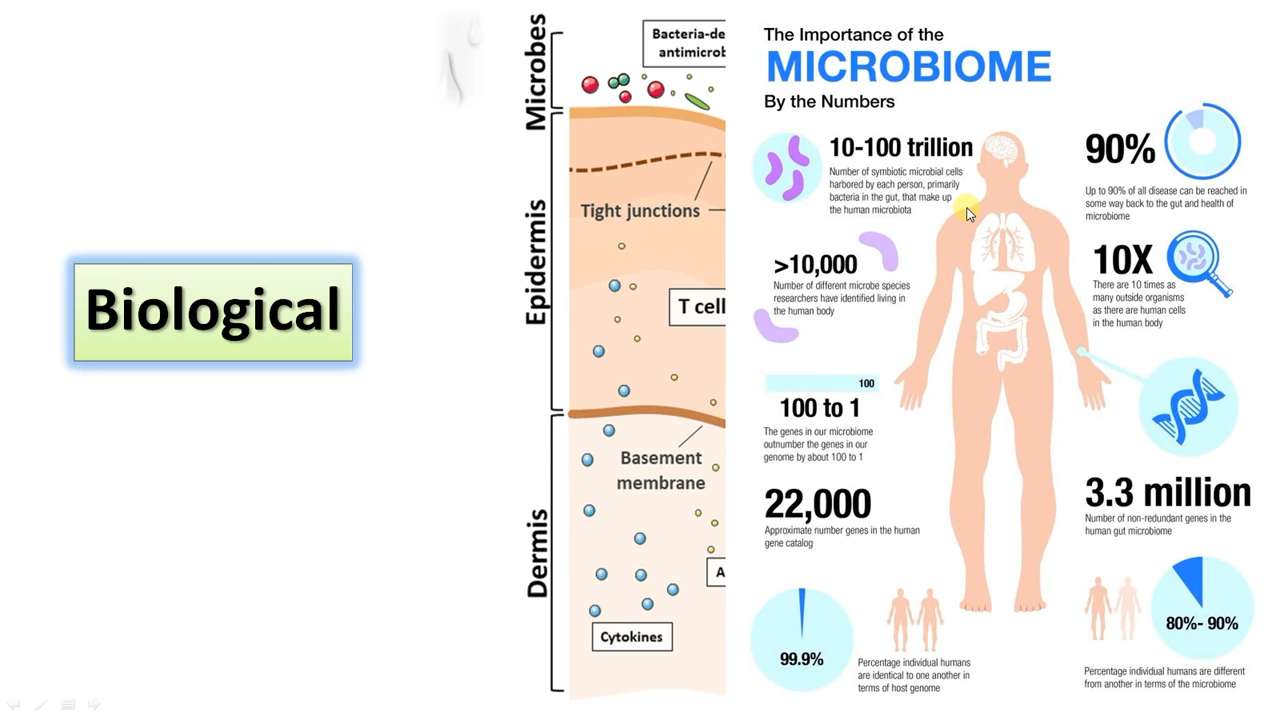 Biological
Microbes
Epidermis
Dermis
Bacteria-de
antimicrob
Tight junctions
T cell
Basement
membrane
A
Cytokines
The Importance of the
MICROBIOME
By the Numbers
10-100 trillion
Number of symbiotic microbial cells
harbored by each person, primarily
bacteria in the gut, that make up
the human microbiota
>10,000
Number of different microbe species
researchers have identified living in
the human body
100
100 to 1
The genes in our microbiome
outnumber the genes in our
genome by about 100 to 1
22,000
Approximate number genes in the human
gene catalog
99.9%
Percentage individual humans
are identical to one another in
terms of host genome
90%
Up to 90% of all disease can be reached in
some way back to the gut and health of
microbiome
10X
There are 10 times as
many outside organisms
as there are human cells
in the human body
3.3 million
Number of non-redundant genes in the
human gut microbiome
80%- 90%
Percentage individual humans are different
from another in terms of the microbiome